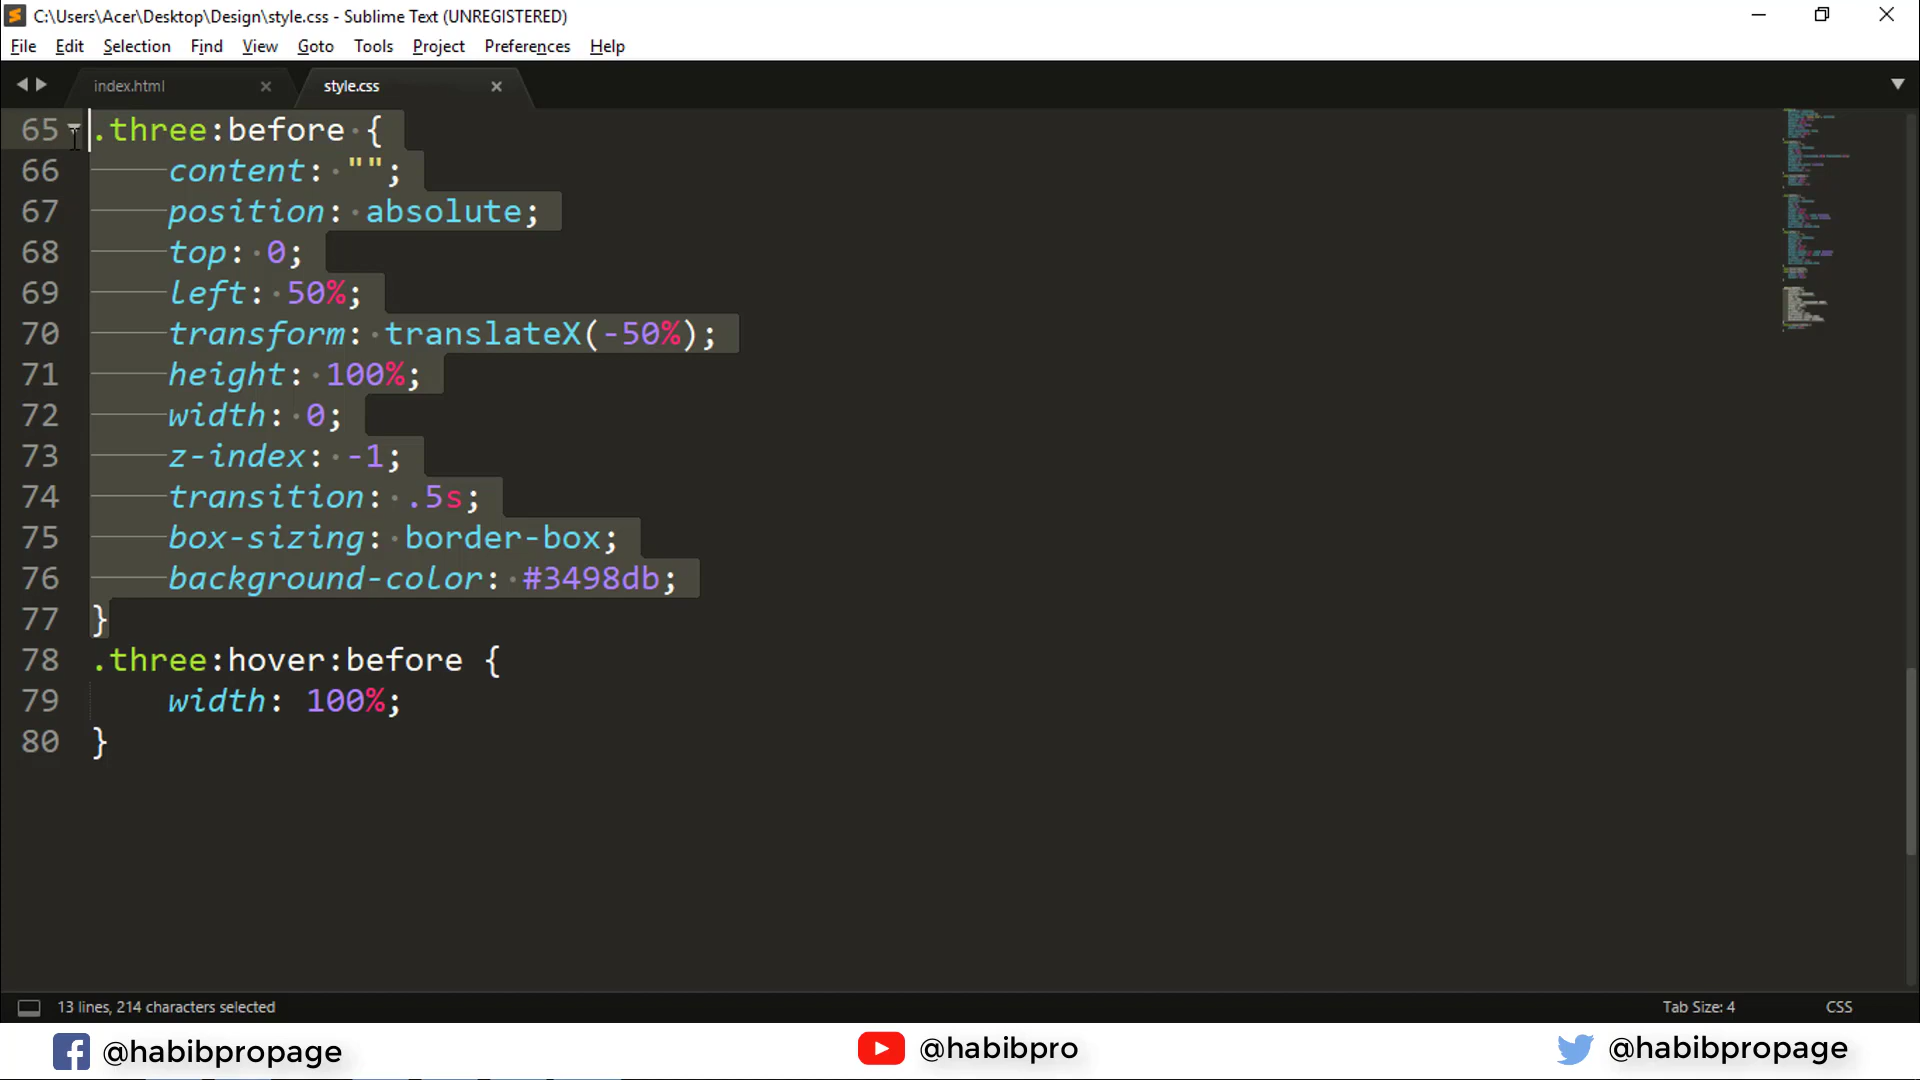 C:\Users\Acer\Desktop\Design\style.css - Sublime Text (UNREGISTERED)
File Edit Selection Find View Goto Tools Project Preferences Help
index.html style.css
65 .three:before {
66 content: "";
67 position: absolute;
68 top: 0;
69 left: 50%;
70 transform: translateX(-50%);
71 height: 100%;
72 width: 0;
73 z-index: -1;
74 transition: .5s;
75 box-sizing: border-box;
76 background-color: #3498db;
77 }
78 .three:hover:before {
79 width: 100%;
80 }
13 lines, 214 characters selected Tab Size: 4 CSS
@habibpropage @habibpro @habibpropage